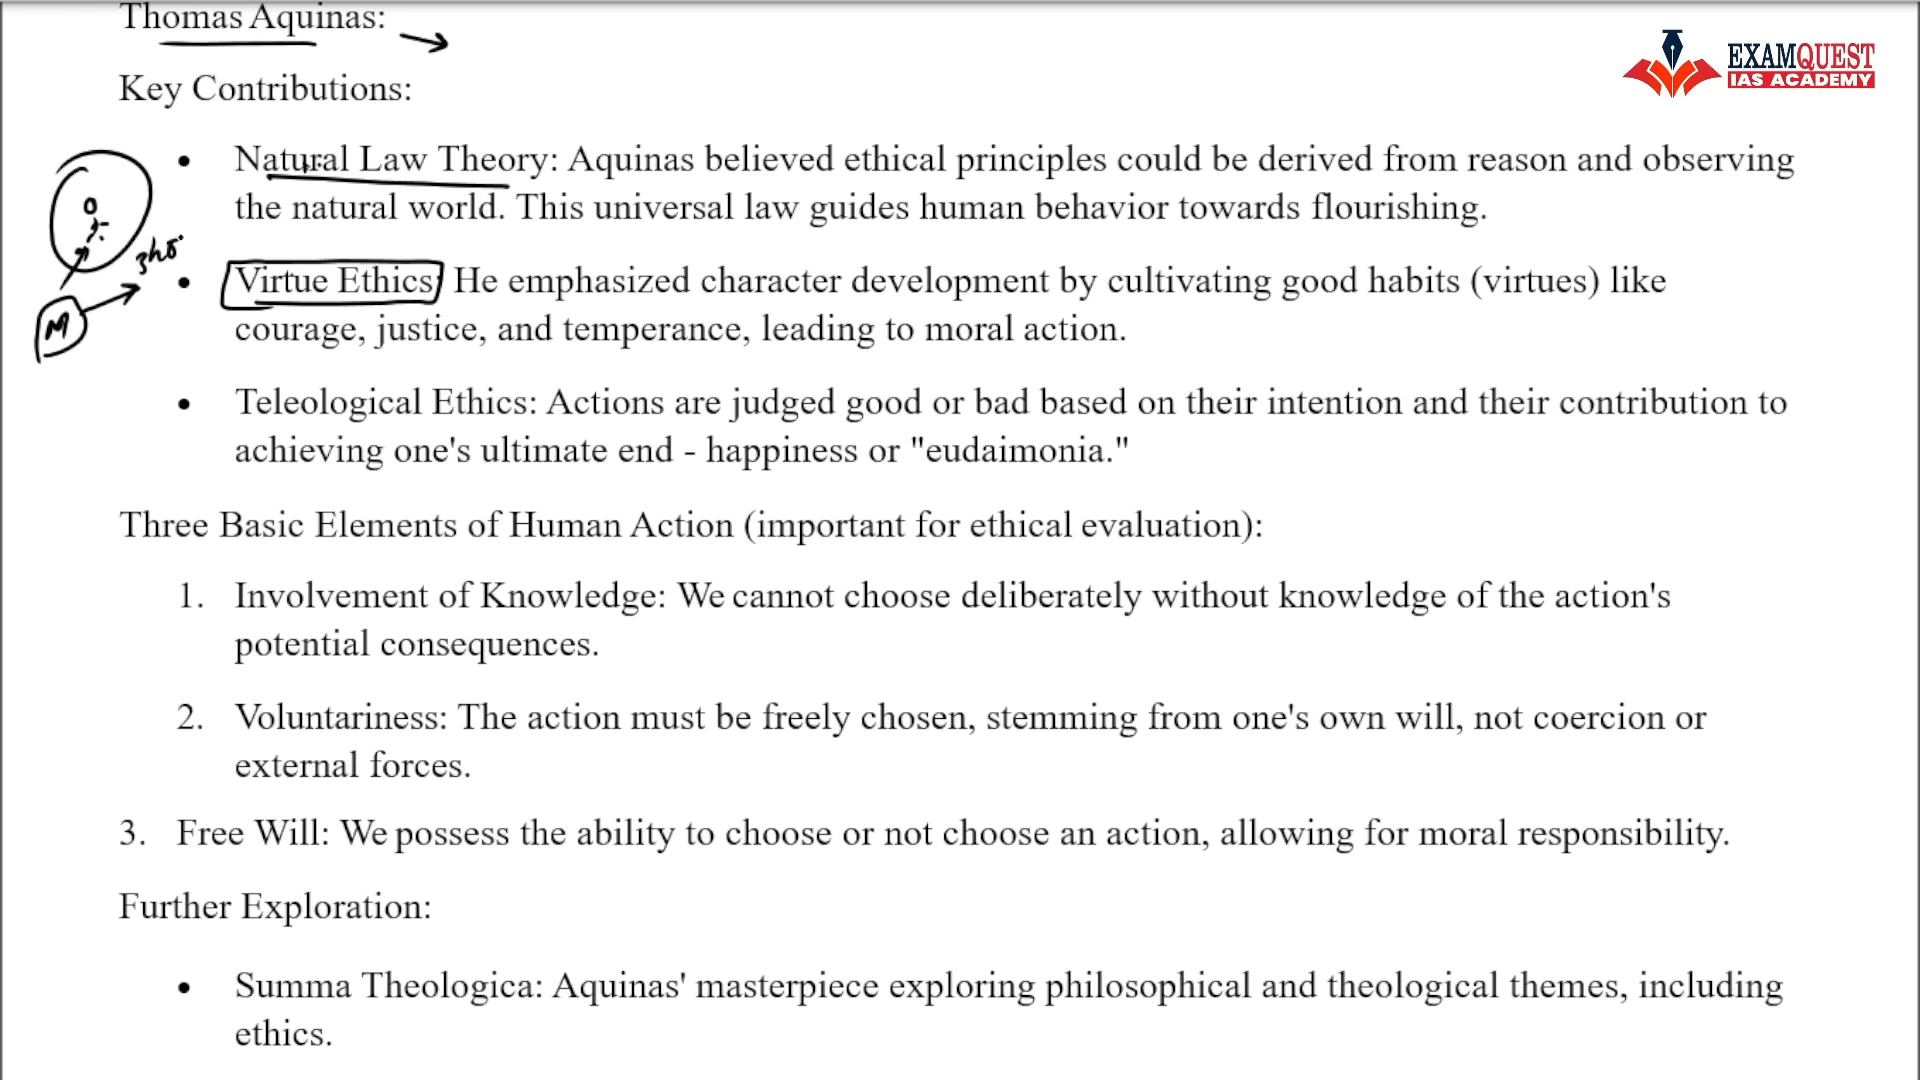 Thomas Aquinas:
EXAMQUEST
IAS ACADEMY
Key Contributions:
• Natural Law Theory: Aquinas believed ethical principles could be derived from reason and observing
the natural world. This universal law guides human behavior towards flourishing.
• Virtue Ethics: He emphasized character development by cultivating good habits (virtues) like
courage, justice, and temperance, leading to moral action.
M
• Teleological Ethics: Actions are judged good or bad based on their intention and their contribution to
achieving one's ultimate end - happiness or "eudaimonia."
Three Basic Elements of Human Action (important for ethical evaluation):
1. Involvement of Knowledge: We cannot choose deliberately without knowledge of the action's
potential consequences.
2. Voluntariness: The action must be freely chosen, stemming from one's own will, not coercion or
external forces.
3. Free Will: We possess the ability to choose or not choose an action, allowing for moral responsibility.
Further Exploration:
• Summa Theologica: Aquinas' masterpiece exploring philosophical and theological themes, including
ethics.